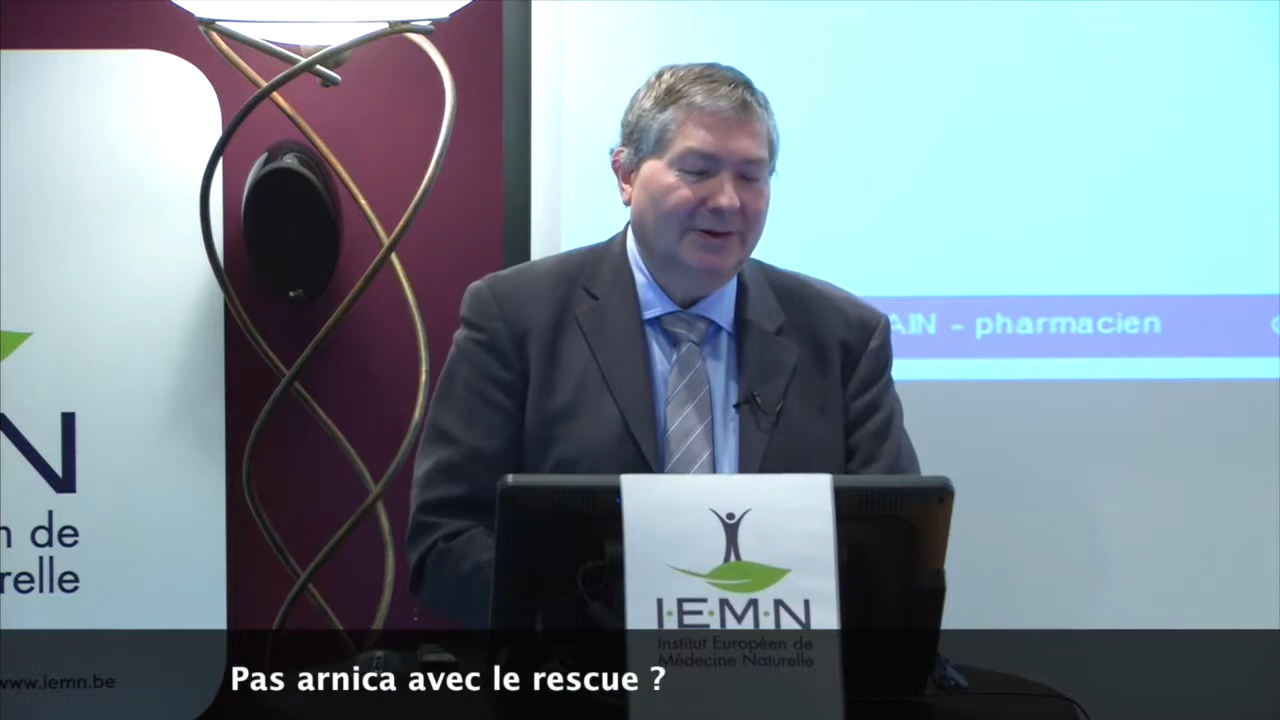 AIN - pharmacien
N
n de
relle
I·E·M·N
Institut Européen de
Médecine Naturelle
www.iemn.be
Pas arnica avec le rescue ?